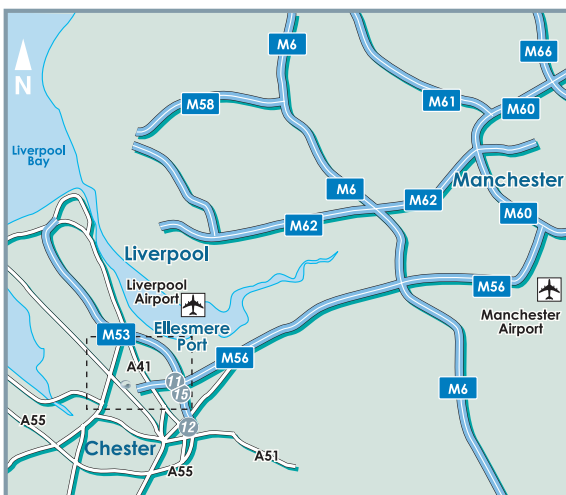 M6
M66
N
M58
M61
M60
Liverpool
Bay
M6
Manchester
M62
M62
M60
Liverpool
Liverpool
Airport
M56
Manchester
Airport
Ellesmere
Port
M53
M56
A41
11
15
M6
A55
12
Chester
A51
A55